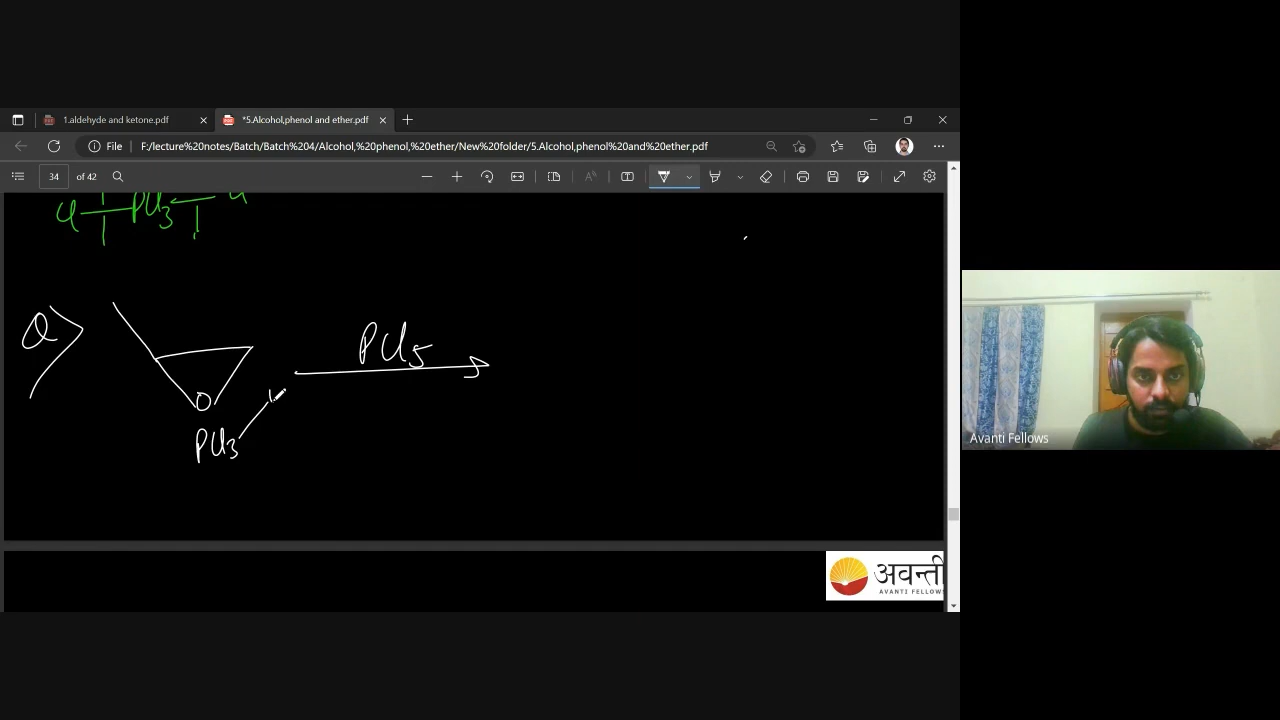 1.aldehyde and ketone.pdf
*5.Alcohol,phenol and ether.pdf
File
F:/lecture%20notes/Batch/Batch%204/Alcohol,%20phenol,%20ether/New%20folder/5.Alcohol,phenol%20and%20ether.pdf
34 of 42
Cl PCl3 Cl
Q>
PCl5
O
PCl3
अवन्ती
AVANTI FELLOWS
Avanti Fellows